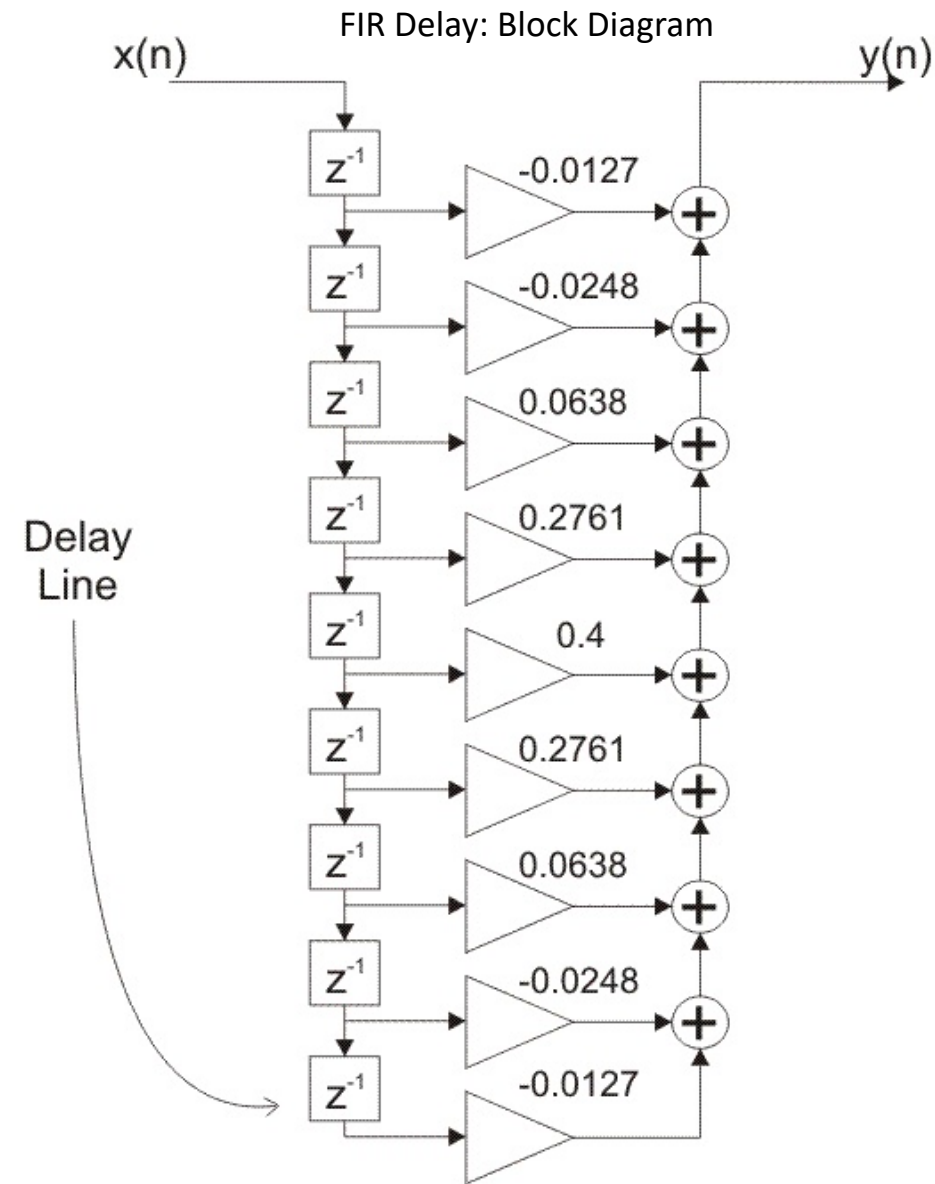 FIR Delay: Block Diagram
x(n)
y(n)
z⁻¹
-0.0127
z⁻¹
-0.0248
z⁻¹
0.0638
z⁻¹
0.2761
Delay
Line
z⁻¹
0.4
z⁻¹
0.2761
z⁻¹
0.0638
z⁻¹
-0.0248
z⁻¹
-0.0127